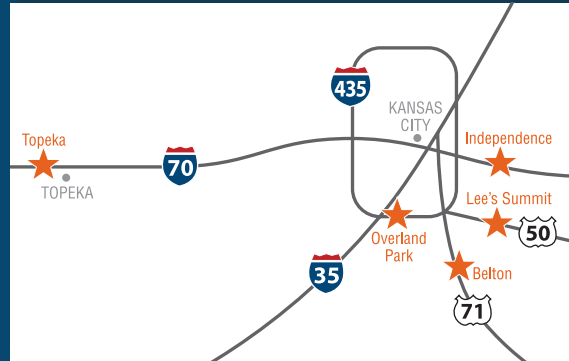 435
KANSAS
CITY
Topeka
Independence
70
TOPEKA
Lee's Summit
Overland
Park
50
35
Belton
71